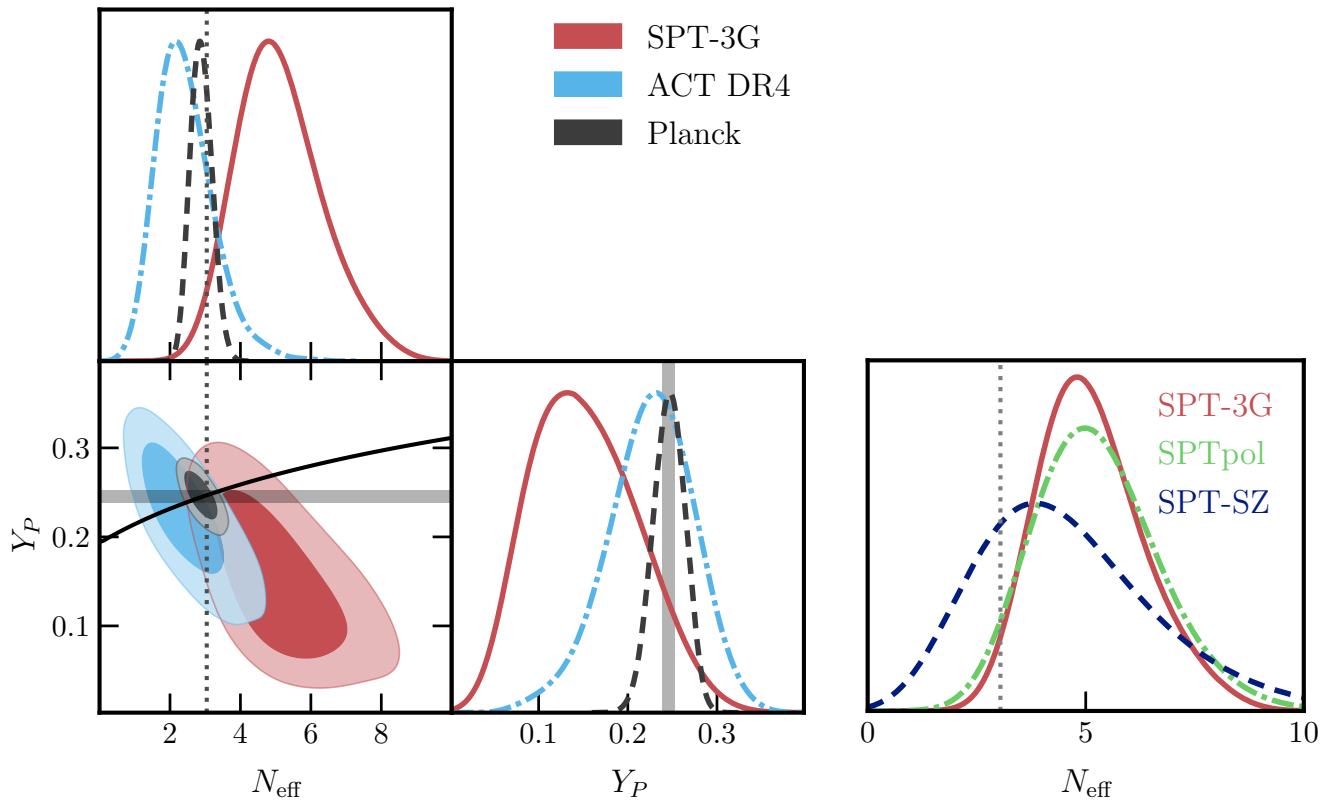 SPT-3G
ACT DR4
Planck
SPT-3G
SPTpol
SPT-SZ
0.3
0.2
0.1
Y_P
2 4 6 8
0.1 0.2 0.3
0 5 10
N_eff
Y_P
N_eff